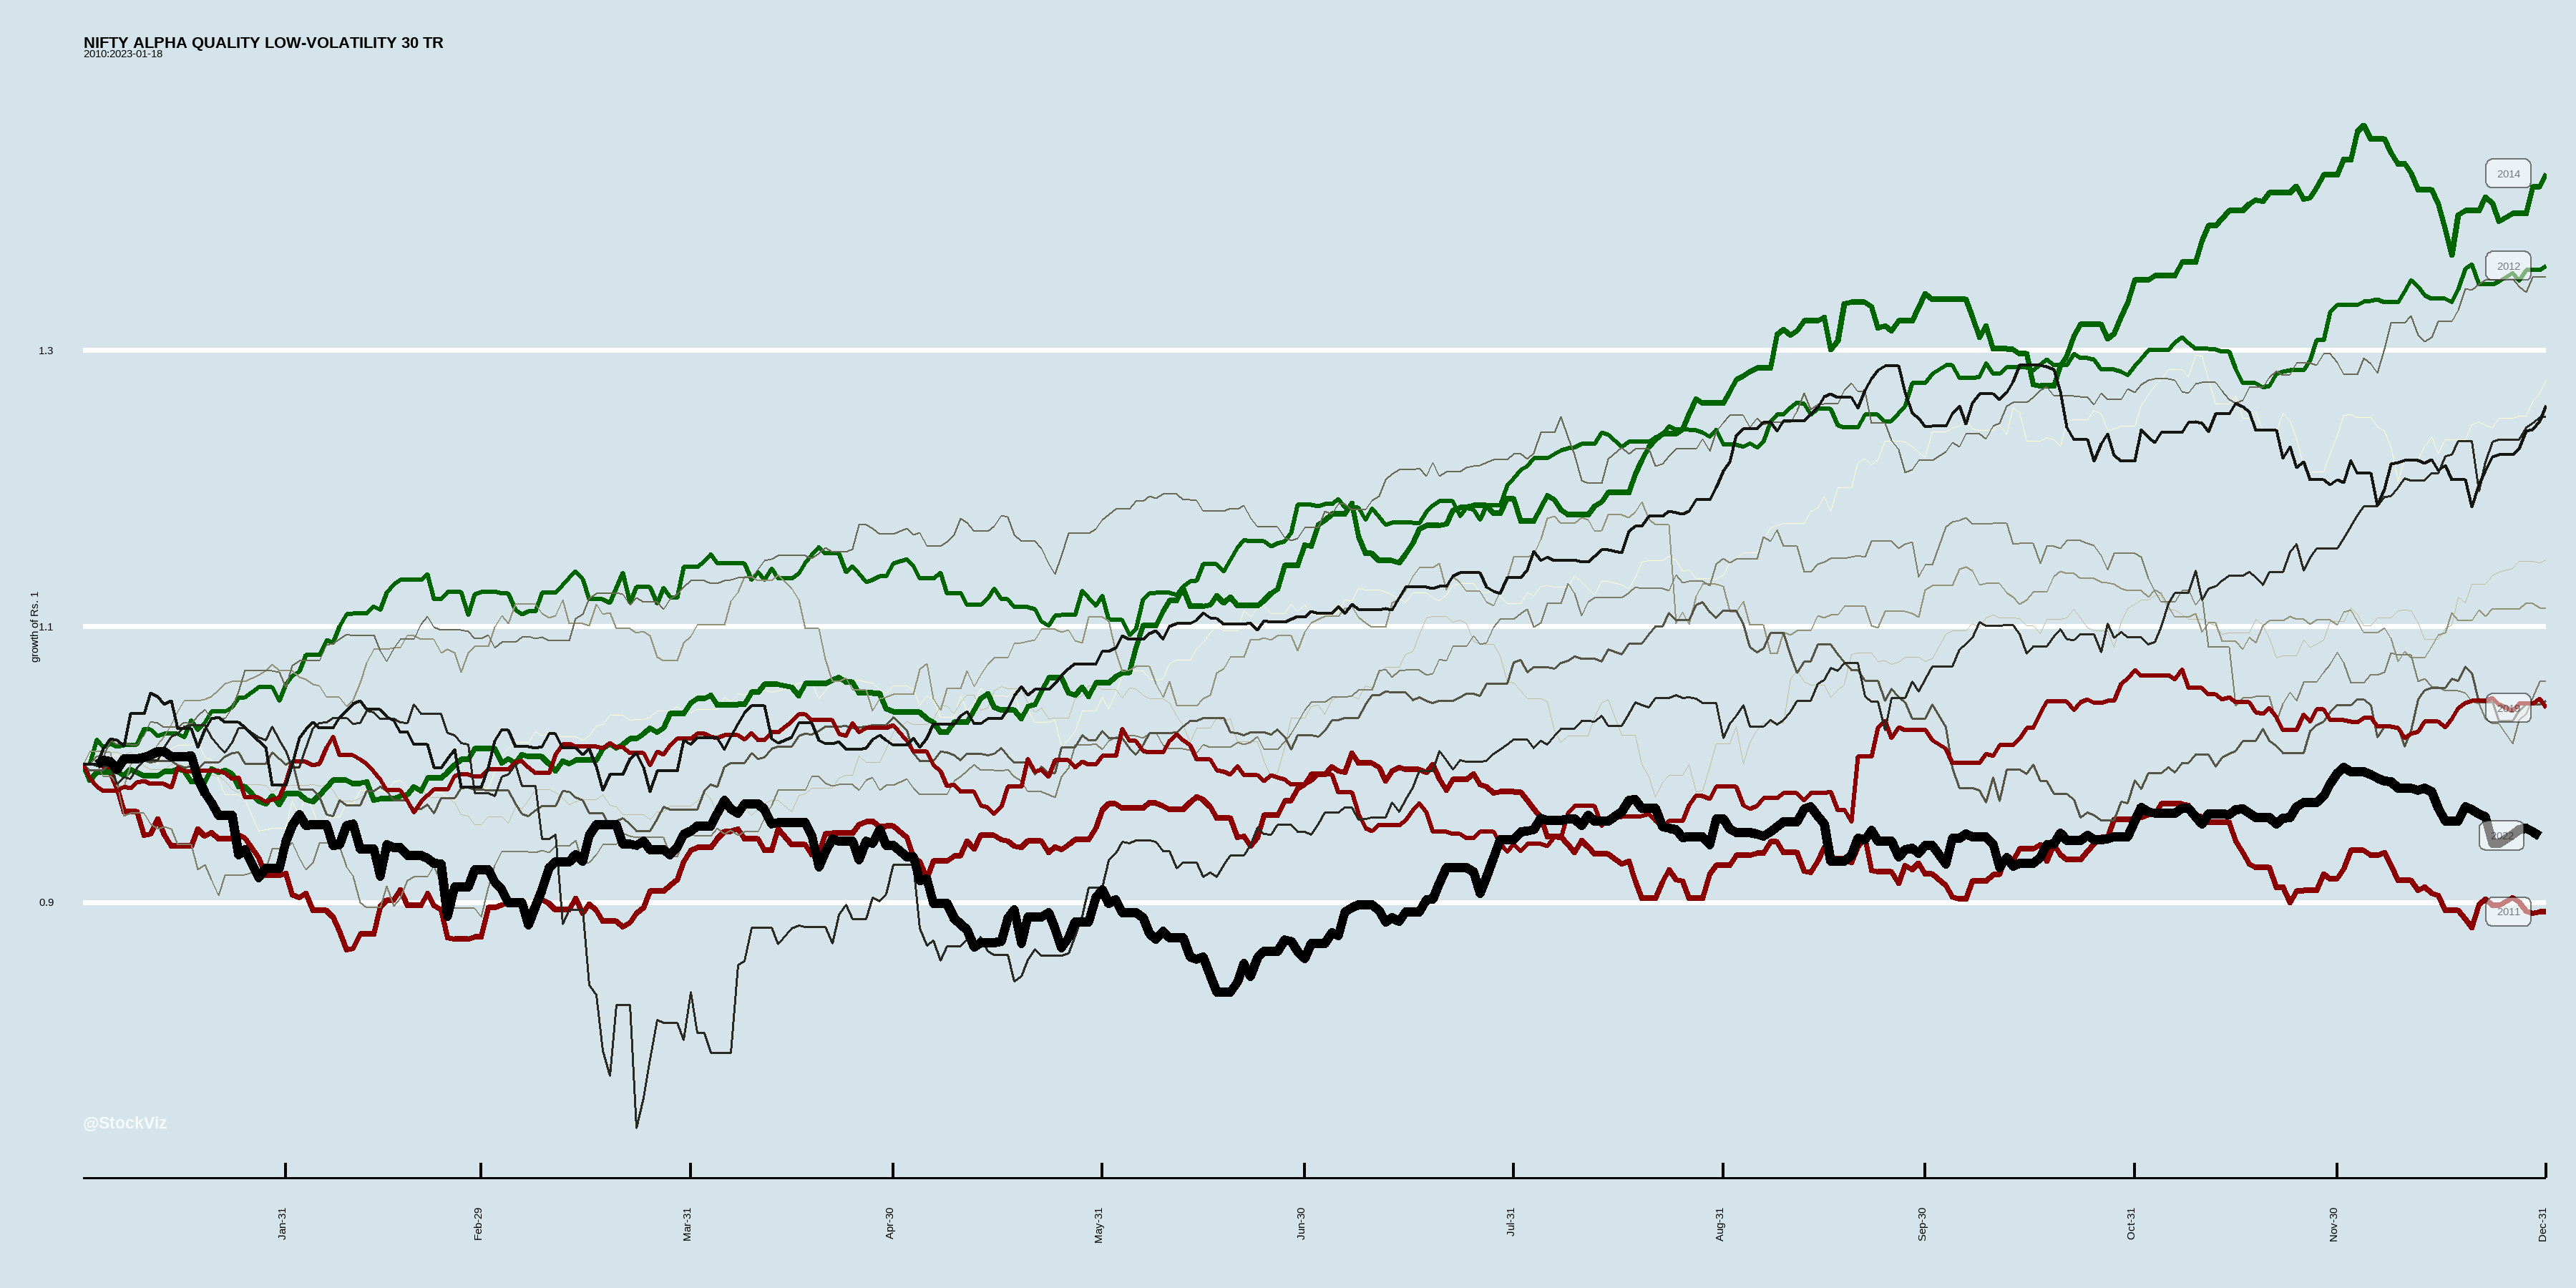 NIFTY ALPHA QUALITY LOW-VOLATILITY 30 TR
2010:2023-01-18
2014
2012
1.3
growth of Rs. 1
1.1
2019
2022
0.9
2011
@StockViz
Jan-31
Feb-29
Mar-31
Apr-30
May-31
Jun-30
Jul-31
Aug-31
Sep-30
Oct-31
Nov-30
Dec-31